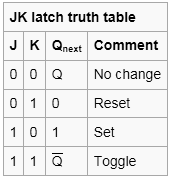 JK latch truth table
J K Qnext Comment
0 0 Q No change
0 1 0 Reset
1 0 1 Set
1 1 Q̅ Toggle